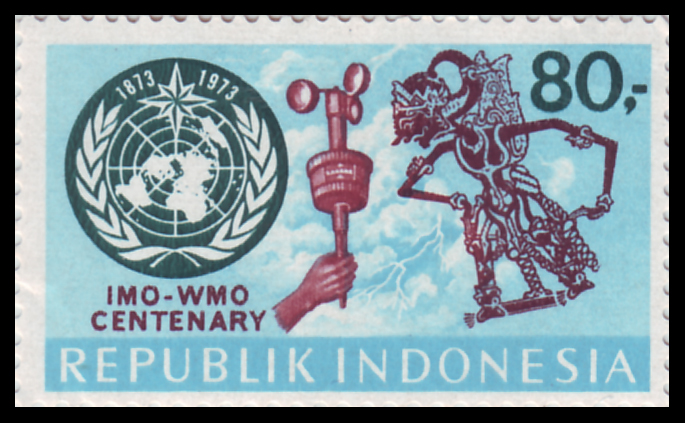 1873 1973
80,-
IMO-WMO
CENTENARY
REPUBLIK INDONESIA